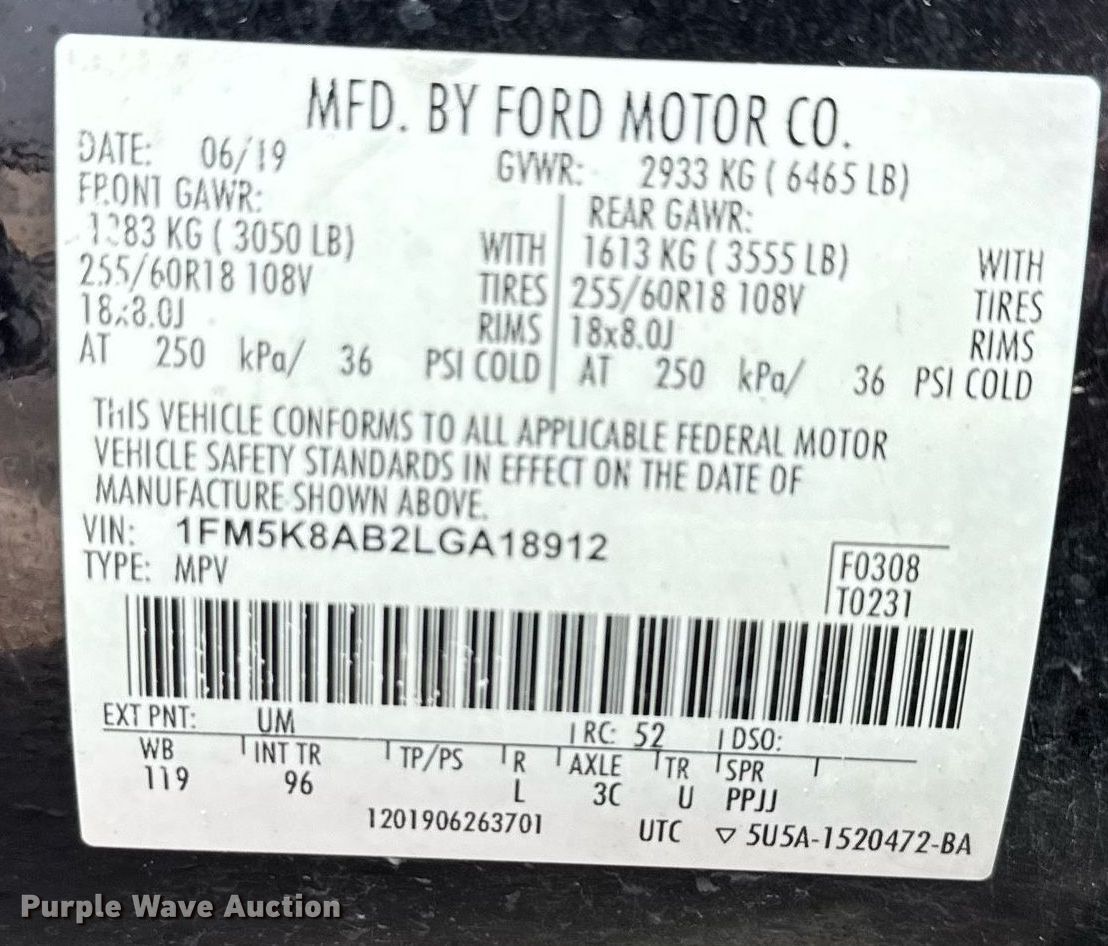 MFD. BY FORD MOTOR CO.
DATE: 06/19 GVWR: 2933 KG ( 6465 LB)
FRONT GAWR: REAR GAWR:
1383 KG ( 3050 LB) WITH 1613 KG ( 3555 LB) WITH
255/60R18 108V TIRES 255/60R18 108V TIRES
18x8.0J RIMS 18x8.0J RIMS
AT 250 kPa/ 36 PSI COLD AT 250 kPa/ 36 PSI COLD
THIS VEHICLE CONFORMS TO ALL APPLICABLE FEDERAL MOTOR
VEHICLE SAFETY STANDARDS IN EFFECT ON THE DATE OF
MANUFACTURE SHOWN ABOVE.
VIN: 1FM5K8AB2LGA18912
TYPE: MPV F0308
T0231
EXT PNT: UM RC: 52 DSO:
WB INT TR TP/PS R AXLE TR SPR
119 96 L 3C U PPJJ
1201906263701 UTC ▽ 5U5A-1520472-BA
Purple Wave Auction